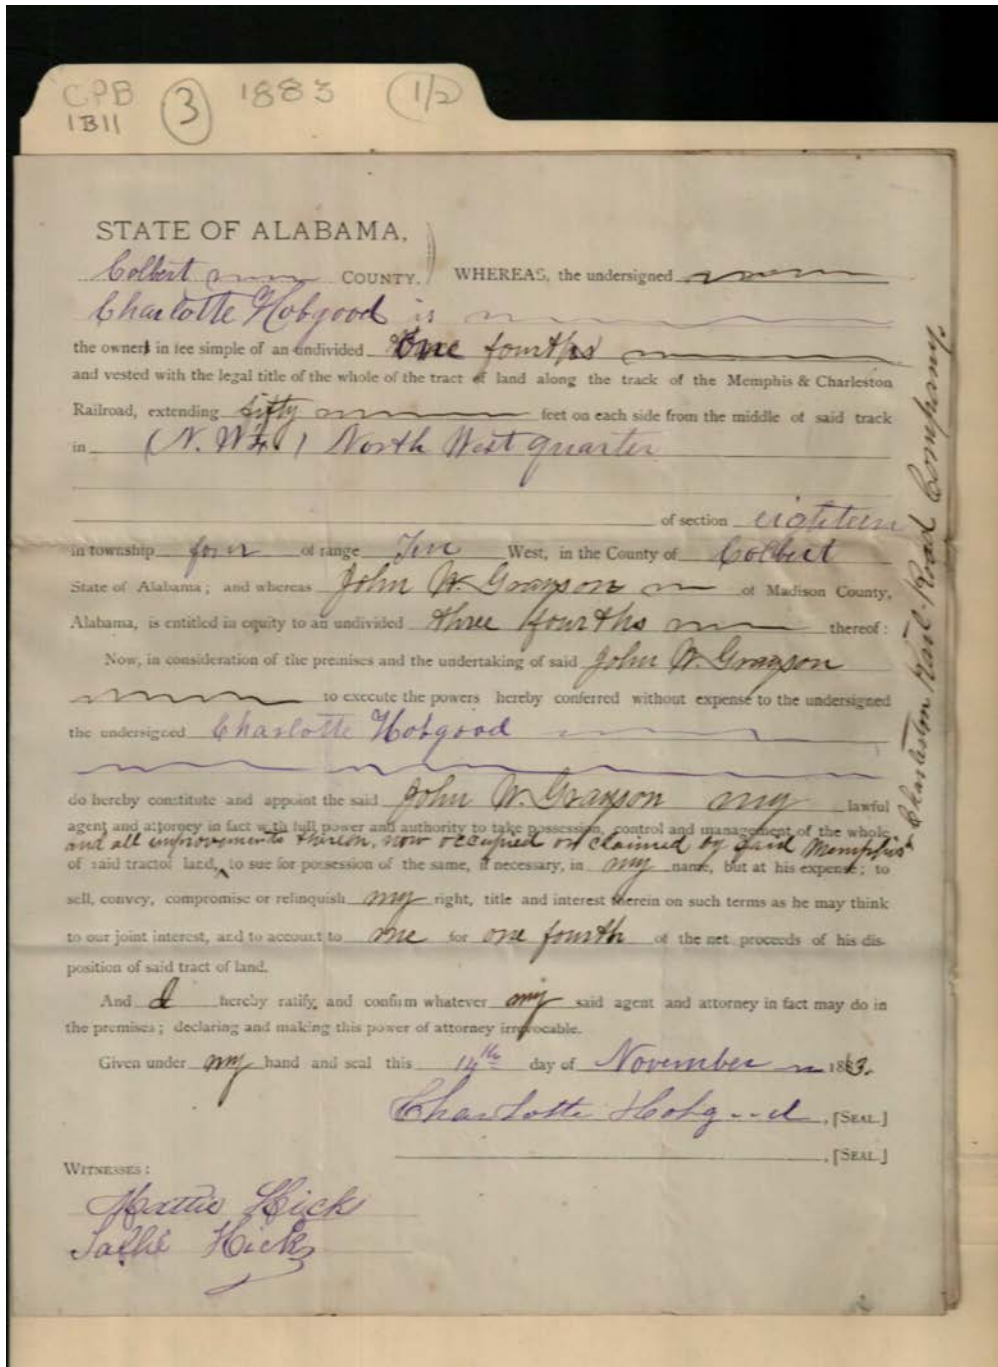 CPB
1B11
3
1883
(1/2)
STATE OF ALABAMA,
Colbert COUNTY. WHEREAS, the undersigned
Charlotte Hobgood is
the owner in fee simple of an undivided One fourths
and vested with the legal title of the whole of the tract of land along the track of the Memphis & Charleston
Railroad, extending fifty feet on each side from the middle of said track
in (N. W 1/4) North West quarter
of section eighteen
in township four of range Ten West, in the County of Colbert
State of Alabama; and whereas John W. Grayson of Madison County,
Alabama, is entitled in equity to an undivided three fourths thereof:
Now, in consideration of the premises and the undertaking of said John W. Grayson
to execute the powers hereby conferred without expense to the undersigned
the undersigned Charlotte Hobgood
do hereby constitute and appoint the said John W. Grayson my lawful
agent and attorney in fact with full power and authority to take possession, control and management of the whole
and all improvements thereon, now occupied or claimed by said Memphis &
Charleston Rail-Road Company
of said tract of land, to sue for possession of the same, if necessary, in my name, but at his expense; to
sell, convey, compromise or relinquish my right, title and interest therein on such terms as he may think
to our joint interest, and to account to me for one fourth of the net proceeds of his dis-
position of said tract of land.
And I hereby ratify, and confirm whatever my said agent and attorney in fact may do in
the premises; declaring and making this power of attorney irrevocable.
Given under my hand and seal this 14th day of November 1883.
Charlotte Hobg..d, [SEAL.]
, [SEAL.]
WITNESSES:
Mattie Hicks
Sallie Hicks